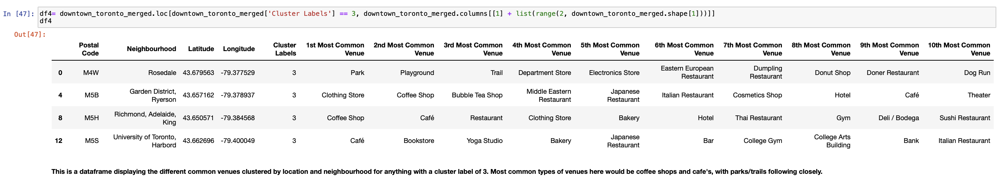 In [47]: df4= downtown_toronto_merged.loc[downtown_toronto_merged['Cluster Labels'] == 3, downtown_toronto_merged.columns[[1] + list(range(2, downtown_toronto_merged.shape[1]))]]
df4
Out[47]:
Postal Code Neighbourhood Latitude Longitude Cluster Labels 1st Most Common Venue 2nd Most Common Venue 3rd Most Common Venue 4th Most Common Venue 5th Most Common Venue 6th Most Common Venue 7th Most Common Venue 8th Most Common Venue 9th Most Common Venue 10th Most Common Venue
0 M4W Rosedale 43.679563 -79.377529 3 Park Playground Trail Department Store Electronics Store Eastern European Restaurant Dumpling Restaurant Donut Shop Doner Restaurant Dog Run
4 M5B Garden District, Ryerson 43.657162 -79.378937 3 Clothing Store Coffee Shop Bubble Tea Shop Middle Eastern Restaurant Japanese Restaurant Italian Restaurant Cosmetics Shop Hotel Café Theater
8 M5H Richmond, Adelaide, King 43.650571 -79.384568 3 Coffee Shop Café Restaurant Clothing Store Bakery Hotel Thai Restaurant Gym Deli / Bodega Sushi Restaurant
12 M5S University of Toronto, Harbord 43.662696 -79.400049 3 Café Bookstore Yoga Studio Bakery Japanese Restaurant Bar College Gym College Arts Building Bank Italian Restaurant
This is a dataframe displaying the different common venues clustered by location and neighbourhood for anything with a cluster label of 3. Most common types of venues here would be coffee shops and cafe's, with parks/trails following closely.